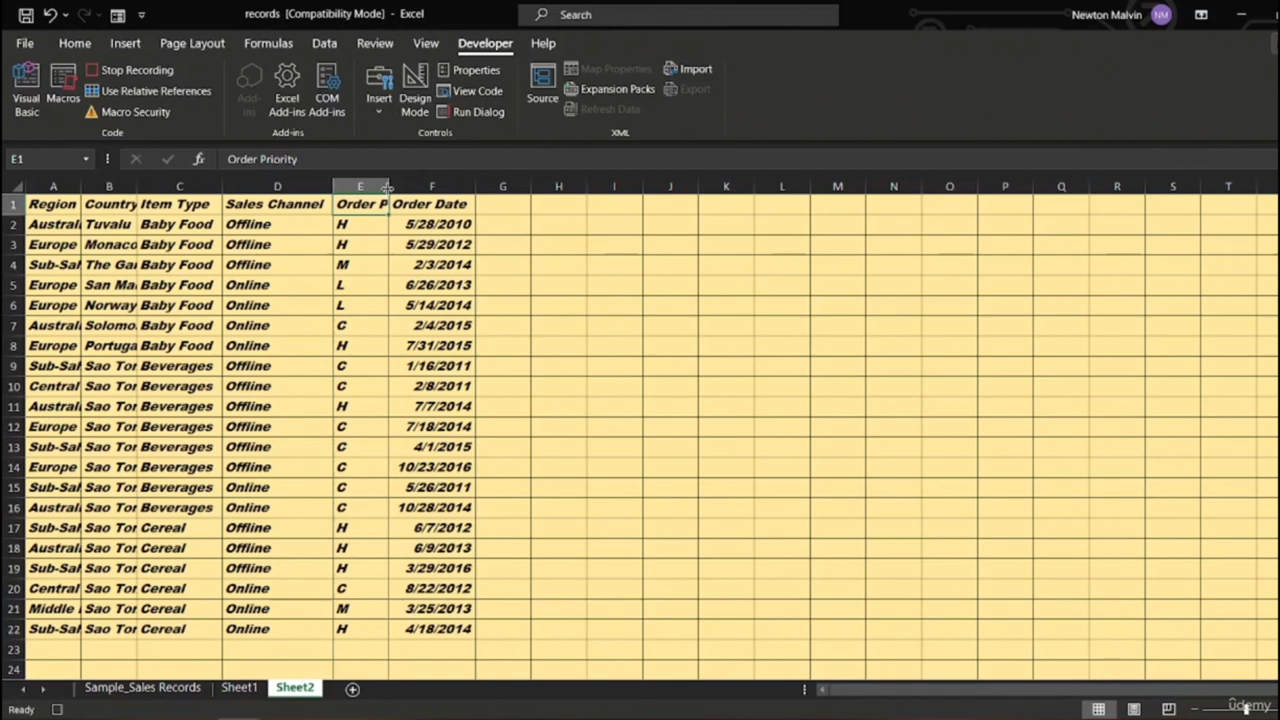 records [Compatibility Mode] - Excel
Search
Newton Malvin NM
File Home Insert Page Layout Formulas Data Review View Developer Help
Visual Basic
Macros
Stop Recording
Use Relative References
Macro Security
Code
Add-ins
Excel Add-ins
COM Add-ins
Add-ins
Insert
Design Mode
Properties
View Code
Run Dialog
Controls
Source
Map Properties
Expansion Packs
Refresh Data
Import
Export
XML
E1 fx Order Priority
A B C D E F G H I J K L M N O P Q R S T
1 Region Country Item Type Sales Channel Order P Order Date
2 Austral Tuvalu Baby Food Offline H 5/28/2010
3 Europe Monaco Baby Food Offline H 5/29/2012
4 Sub-Sal The Ga Baby Food Offline M 2/3/2014
5 Europe San Ma Baby Food Online L 6/26/2013
6 Europe Norway Baby Food Online L 5/14/2014
7 Austral Solomo Baby Food Online C 2/4/2015
8 Europe Portuga Baby Food Online H 7/31/2015
9 Sub-Sal Sao Tor Beverages Offline C 1/16/2011
10 Central Sao Tor Beverages Offline C 2/8/2011
11 Austral Sao Tor Beverages Offline H 7/7/2014
12 Europe Sao Tor Beverages Offline C 7/18/2014
13 Sub-Sal Sao Tor Beverages Offline C 4/1/2015
14 Europe Sao Tor Beverages Offline C 10/23/2016
15 Sub-Sal Sao Tor Beverages Online C 5/26/2011
16 Austral Sao Tor Beverages Online C 10/28/2014
17 Sub-Sal Sao Tor Cereal Offline H 6/7/2012
18 Austral Sao Tor Cereal Offline H 6/9/2013
19 Sub-Sal Sao Tor Cereal Offline H 3/29/2016
20 Central Sao Tor Cereal Online C 8/22/2012
21 Middle Sao Tor Cereal Online M 3/25/2013
22 Sub-Sal Sao Tor Cereal Online H 4/18/2014
23
24
Sample_Sales Records Sheet1 Sheet2
Ready
udemy